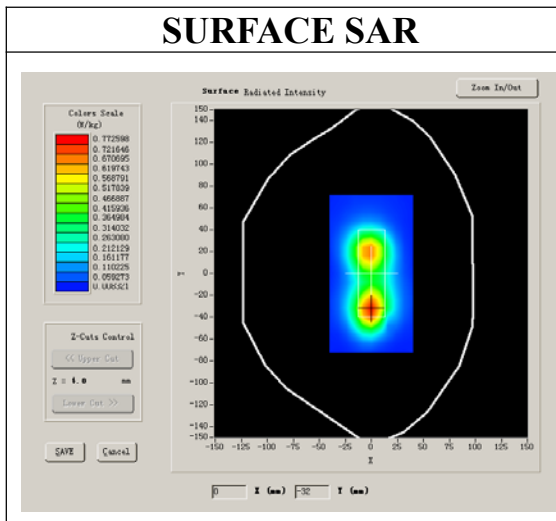 SURFACE SAR
Surface Radiated Intensity
Zoom In/Out
Colors Scale
(W/kg)
0.772598
0.721646
0.670695
0.619743
0.568791
0.517839
0.466887
0.415936
0.364984
0.314032
0.263080
0.212129
0.161177
0.110225
0.059273
0.008321
150
140
120
100
80
60
40
20
0
-20
-40
-60
-80
-100
-120
-140
-150
Y
-150 -125 -100 -75 -50 -25 0 25 50 75 100 125 150
X
Z-Cuts Control
<< Upper Cut
Z = 4.0 mm
Lower Cut >>
SAVE Cancel
0 X (mm) -32 Y (mm)